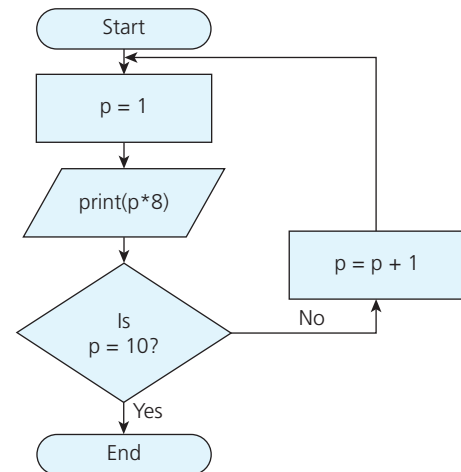 Start
p = 1
print(p*8)
p = p + 1
Is
p = 10?
No
Yes
End